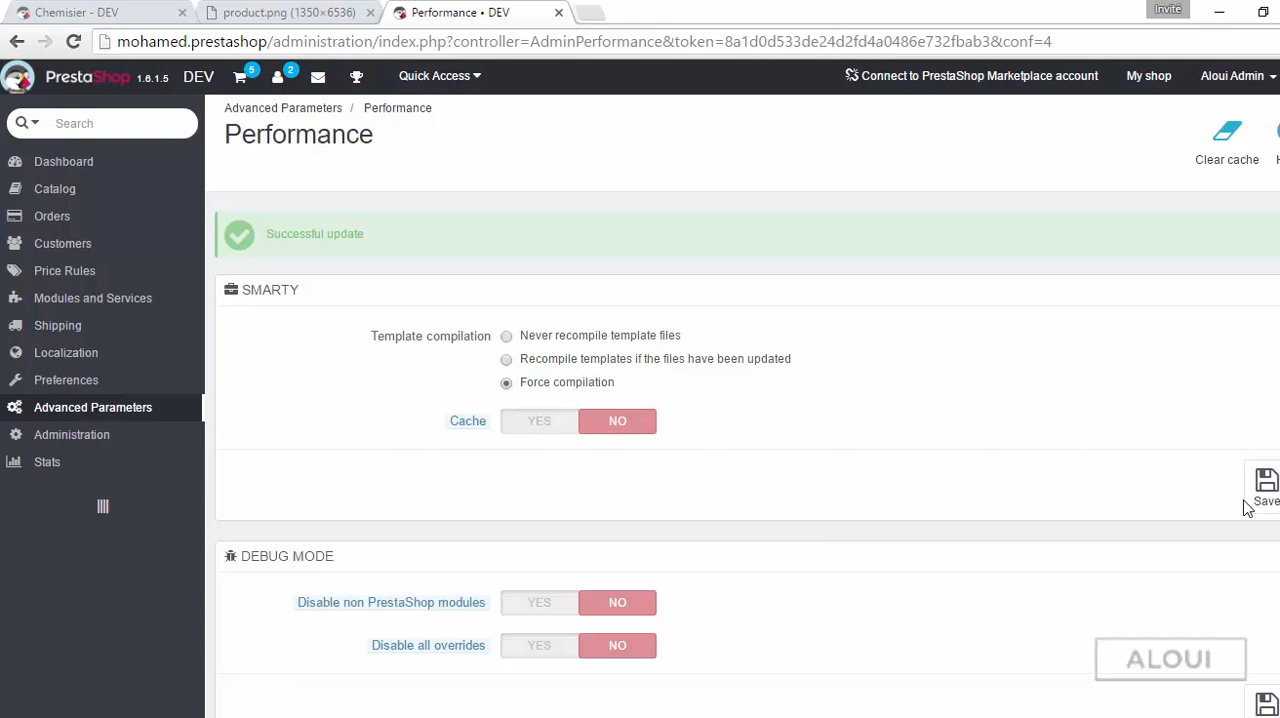 Chemisier - DEV
product.png (1350×6536)
Performance • DEV
Invité
mohamed.prestashop/administration/index.php?controller=AdminPerformance&token=8a1d0d533de24d2fd4a0486e732fbab3&conf=4
PrestaShop 1.6.1.5 DEV 5 2 Quick Access Connect to PrestaShop Marketplace account My shop Aloui Admin
Search
Dashboard
Catalog
Orders
Customers
Price Rules
Modules and Services
Shipping
Localization
Preferences
Advanced Parameters
Administration
Stats
Advanced Parameters / Performance
Performance
Clear cache
Successful update
SMARTY
Template compilation
Never recompile template files
Recompile templates if the files have been updated
Force compilation
Cache YES NO
Save
DEBUG MODE
Disable non PrestaShop modules YES NO
Disable all overrides YES NO
ALOUI